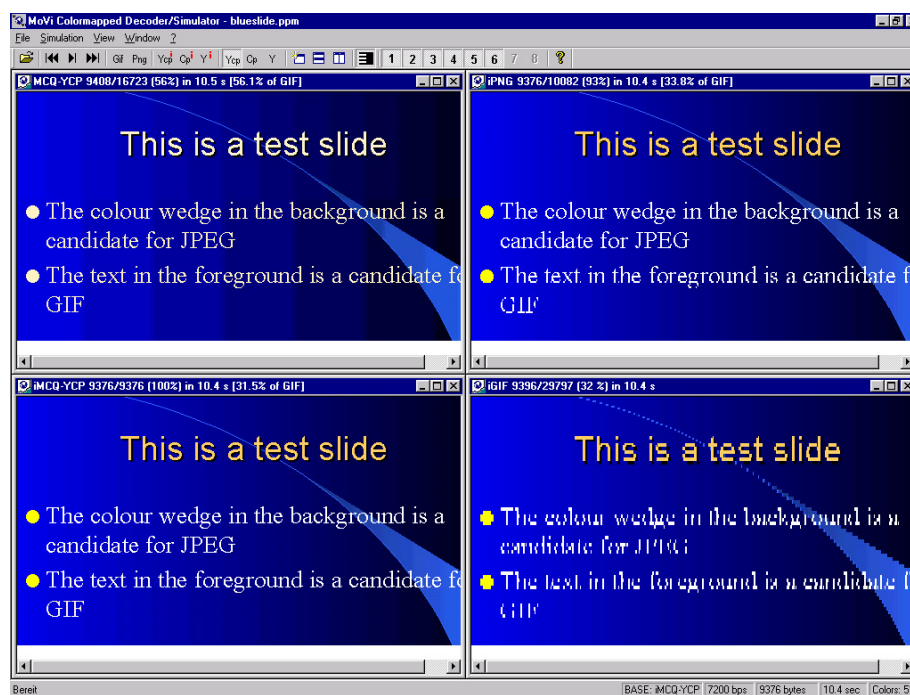 MoVi Colormapped Decoder/Simulator - blueslide.ppm
File Simulation View Window ?
Gif Png Ycp Cp Y Ycp Cp Y 1 2 3 4 5 6 7 8
MCQ-YCP 9408/16723 (56%) in 10.5 s [56.1% of GIF]
This is a test slide
The colour wedge in the background is a
candidate for JPEG
The text in the foreground is a candidate fo
GIF
iPNG 9376/10082 (93%) in 10.4 s [33.8% of GIF]
This is a test slide
The colour wedge in the background is a
candidate for JPEG
The text in the foreground is a candidate f
GIF
iMCQ-YCP 9376/9376 (100%) in 10.4 s [31.5% of GIF]
This is a test slide
The colour wedge in the background is a
candidate for JPEG
The text in the foreground is a candidate fo
GIF
iGIF 9396/29797 (32 %) in 10.4 s
This is a test slide
The colour wedge in the background is a
candidate for JPEG
The text in the foreground is a candidate f
GIF
Bereit BASE: iMCQ-YCP 7200 bps 9376 bytes 10.4 sec Colors: 5